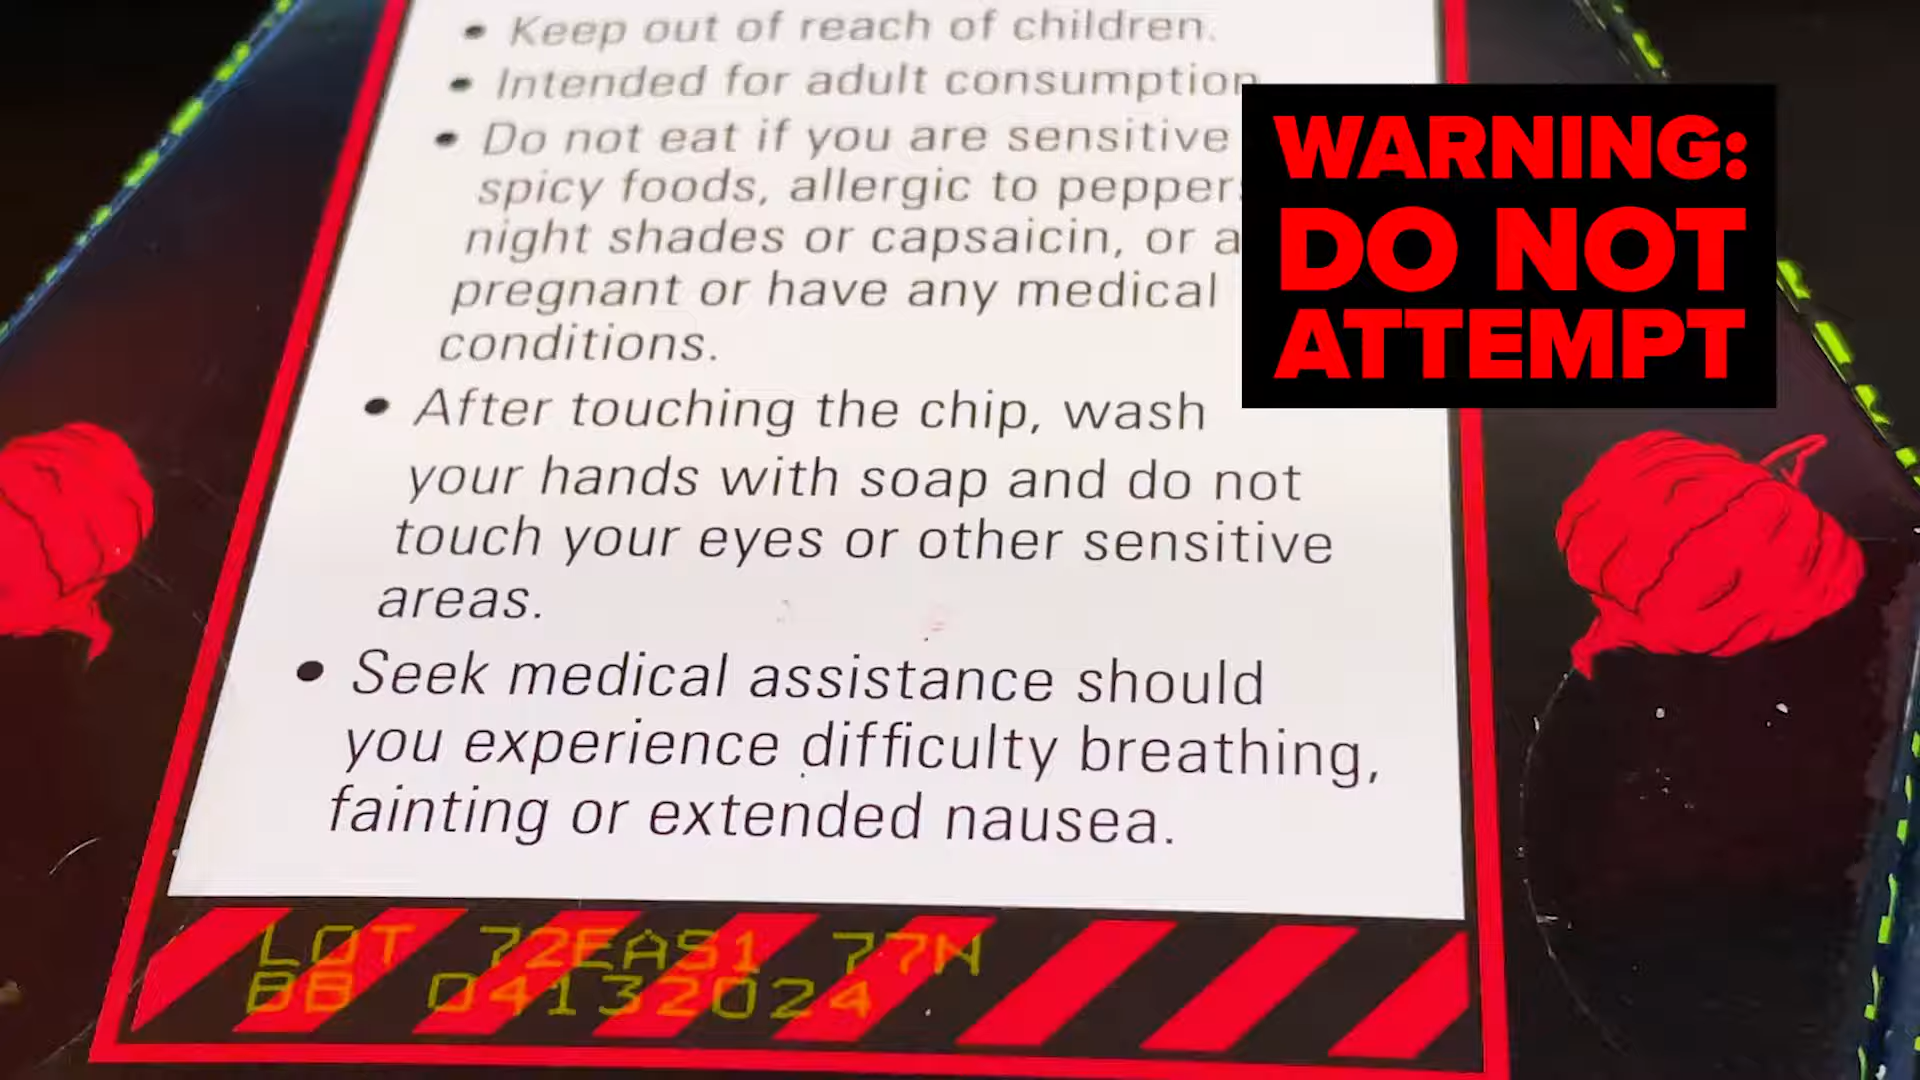 • Keep out of reach of children.
• Intended for adult consumption
• Do not eat if you are sensitive
spicy foods, allergic to peppers
night shades or capsaicin, or
pregnant or have any medical
conditions.
• After touching the chip, wash
your hands with soap and do not
touch your eyes or other sensitive
areas.
• Seek medical assistance should
you experience difficulty breathing,
fainting or extended nausea.
LOT 72EAS1 77N
BB 04132024
WARNING:
DO NOT
ATTEMPT